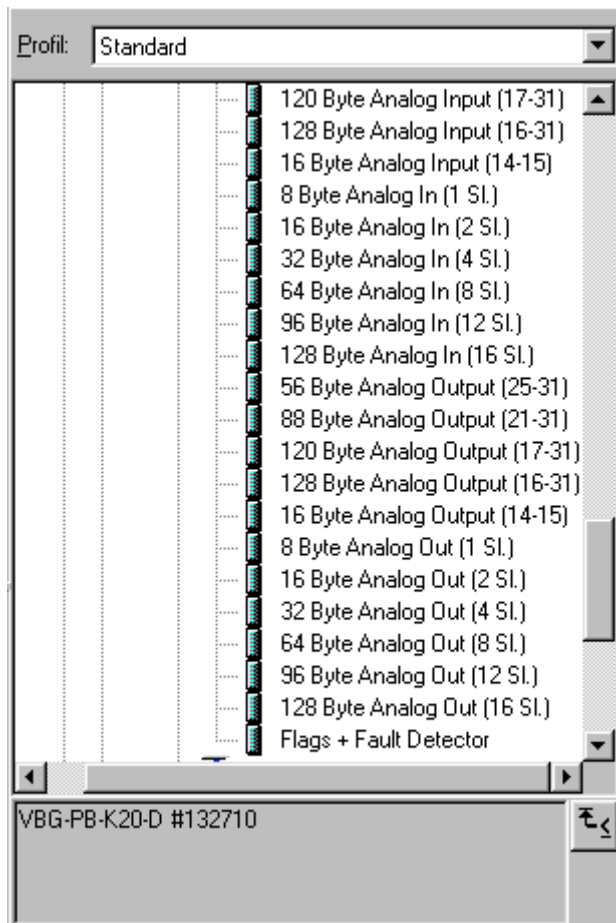 Profil: Standard
120 Byte Analog Input (17-31)
128 Byte Analog Input (16-31)
16 Byte Analog Input (14-15)
8 Byte Analog In (1 Sl.)
16 Byte Analog In (2 Sl.)
32 Byte Analog In (4 Sl.)
64 Byte Analog In (8 Sl.)
96 Byte Analog In (12 Sl.)
128 Byte Analog In (16 Sl.)
56 Byte Analog Output (25-31)
88 Byte Analog Output (21-31)
120 Byte Analog Output (17-31)
128 Byte Analog Output (16-31)
16 Byte Analog Output (14-15)
8 Byte Analog Out (1 Sl.)
16 Byte Analog Out (2 Sl.)
32 Byte Analog Out (4 Sl.)
64 Byte Analog Out (8 Sl.)
96 Byte Analog Out (12 Sl.)
128 Byte Analog Out (16 Sl.)
Flags + Fault Detector
VBG-PB-K20-D #132710